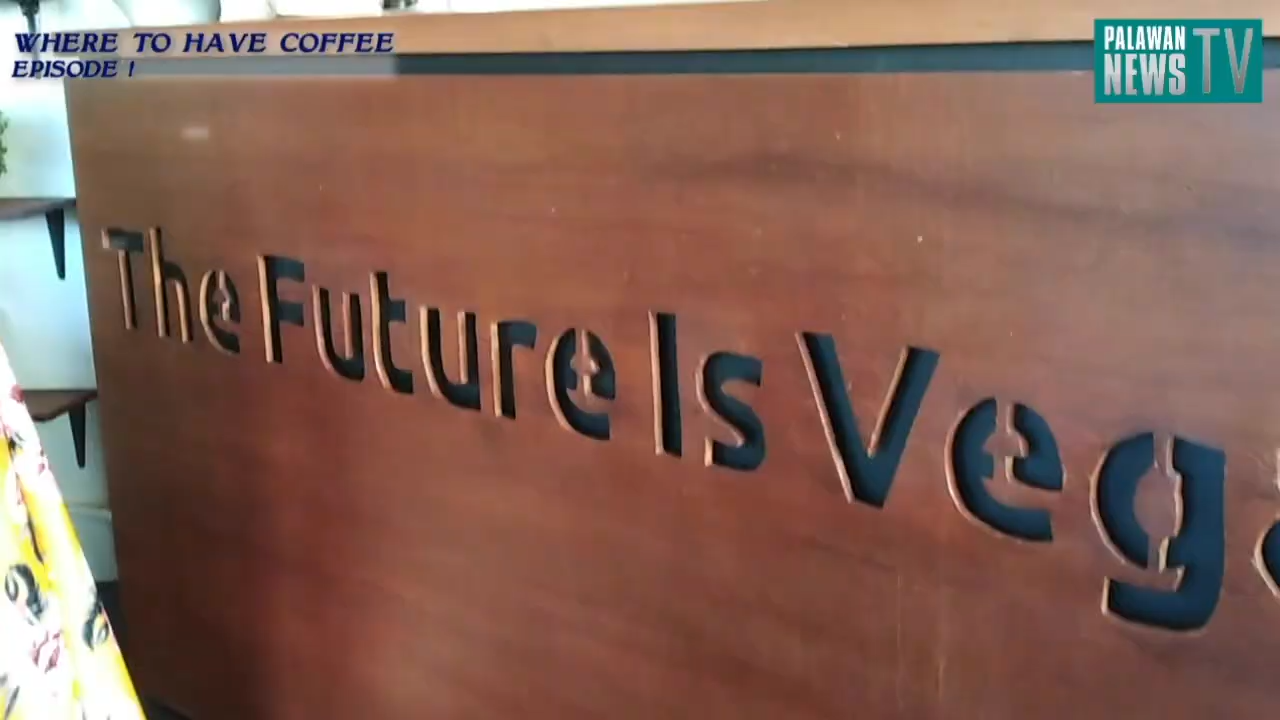 WHERE TO HAVE COFFEE
EPISODE 1
PALAWAN
NEWS TV
The Future Is Veg